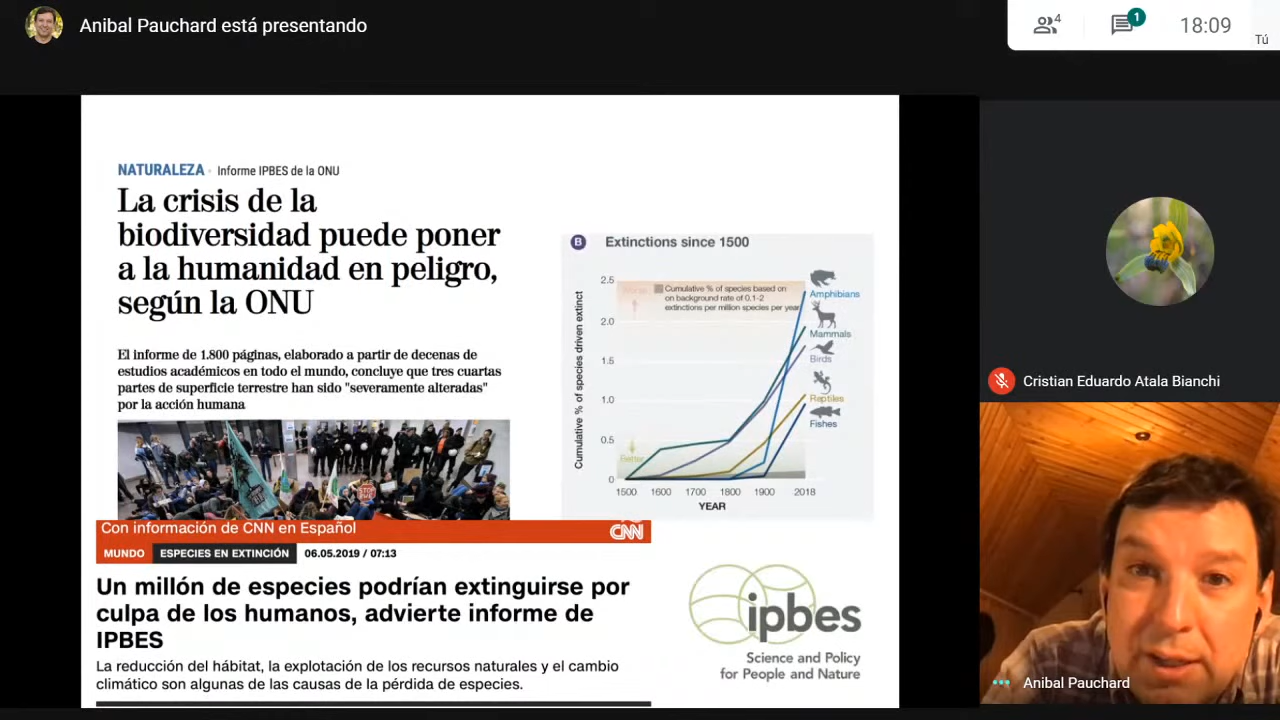 Anibal Pauchard está presentando
4
1
18:09
Tú
NATURALEZA · Informe IPBES de la ONU
La crisis de la
biodiversidad puede poner
a la humanidad en peligro,
según la ONU
El informe de 1.800 páginas, elaborado a partir de decenas de
estudios académicos en todo el mundo, concluye que tres cuartas
partes de superficie terrestre han sido "severamente alteradas"
por la acción humana
B Extinctions since 1500
Cumulative % of species driven extinct
2.5
2.0
1.5
1.0
0.5
0
Cumulative % of species based on
on background rate of 0.1-2
extinctions per million species per year
Better
Amphibians
Mammals
Birds
Reptiles
Fishes
1500 1600 1700 1800 1900 2018
YEAR
Con información de CNN en Español
CNN
MUNDO ESPECIES EN EXTINCIÓN 06.05.2019 / 07:13
Un millón de especies podrían extinguirse por
culpa de los humanos, advierte informe de
IPBES
La reducción del hábitat, la explotación de los recursos naturales y el cambio
climático son algunas de las causas de la pérdida de especies.
ipbes
Science and Policy
for People and Nature
Cristian Eduardo Atala Bianchi
Anibal Pauchard